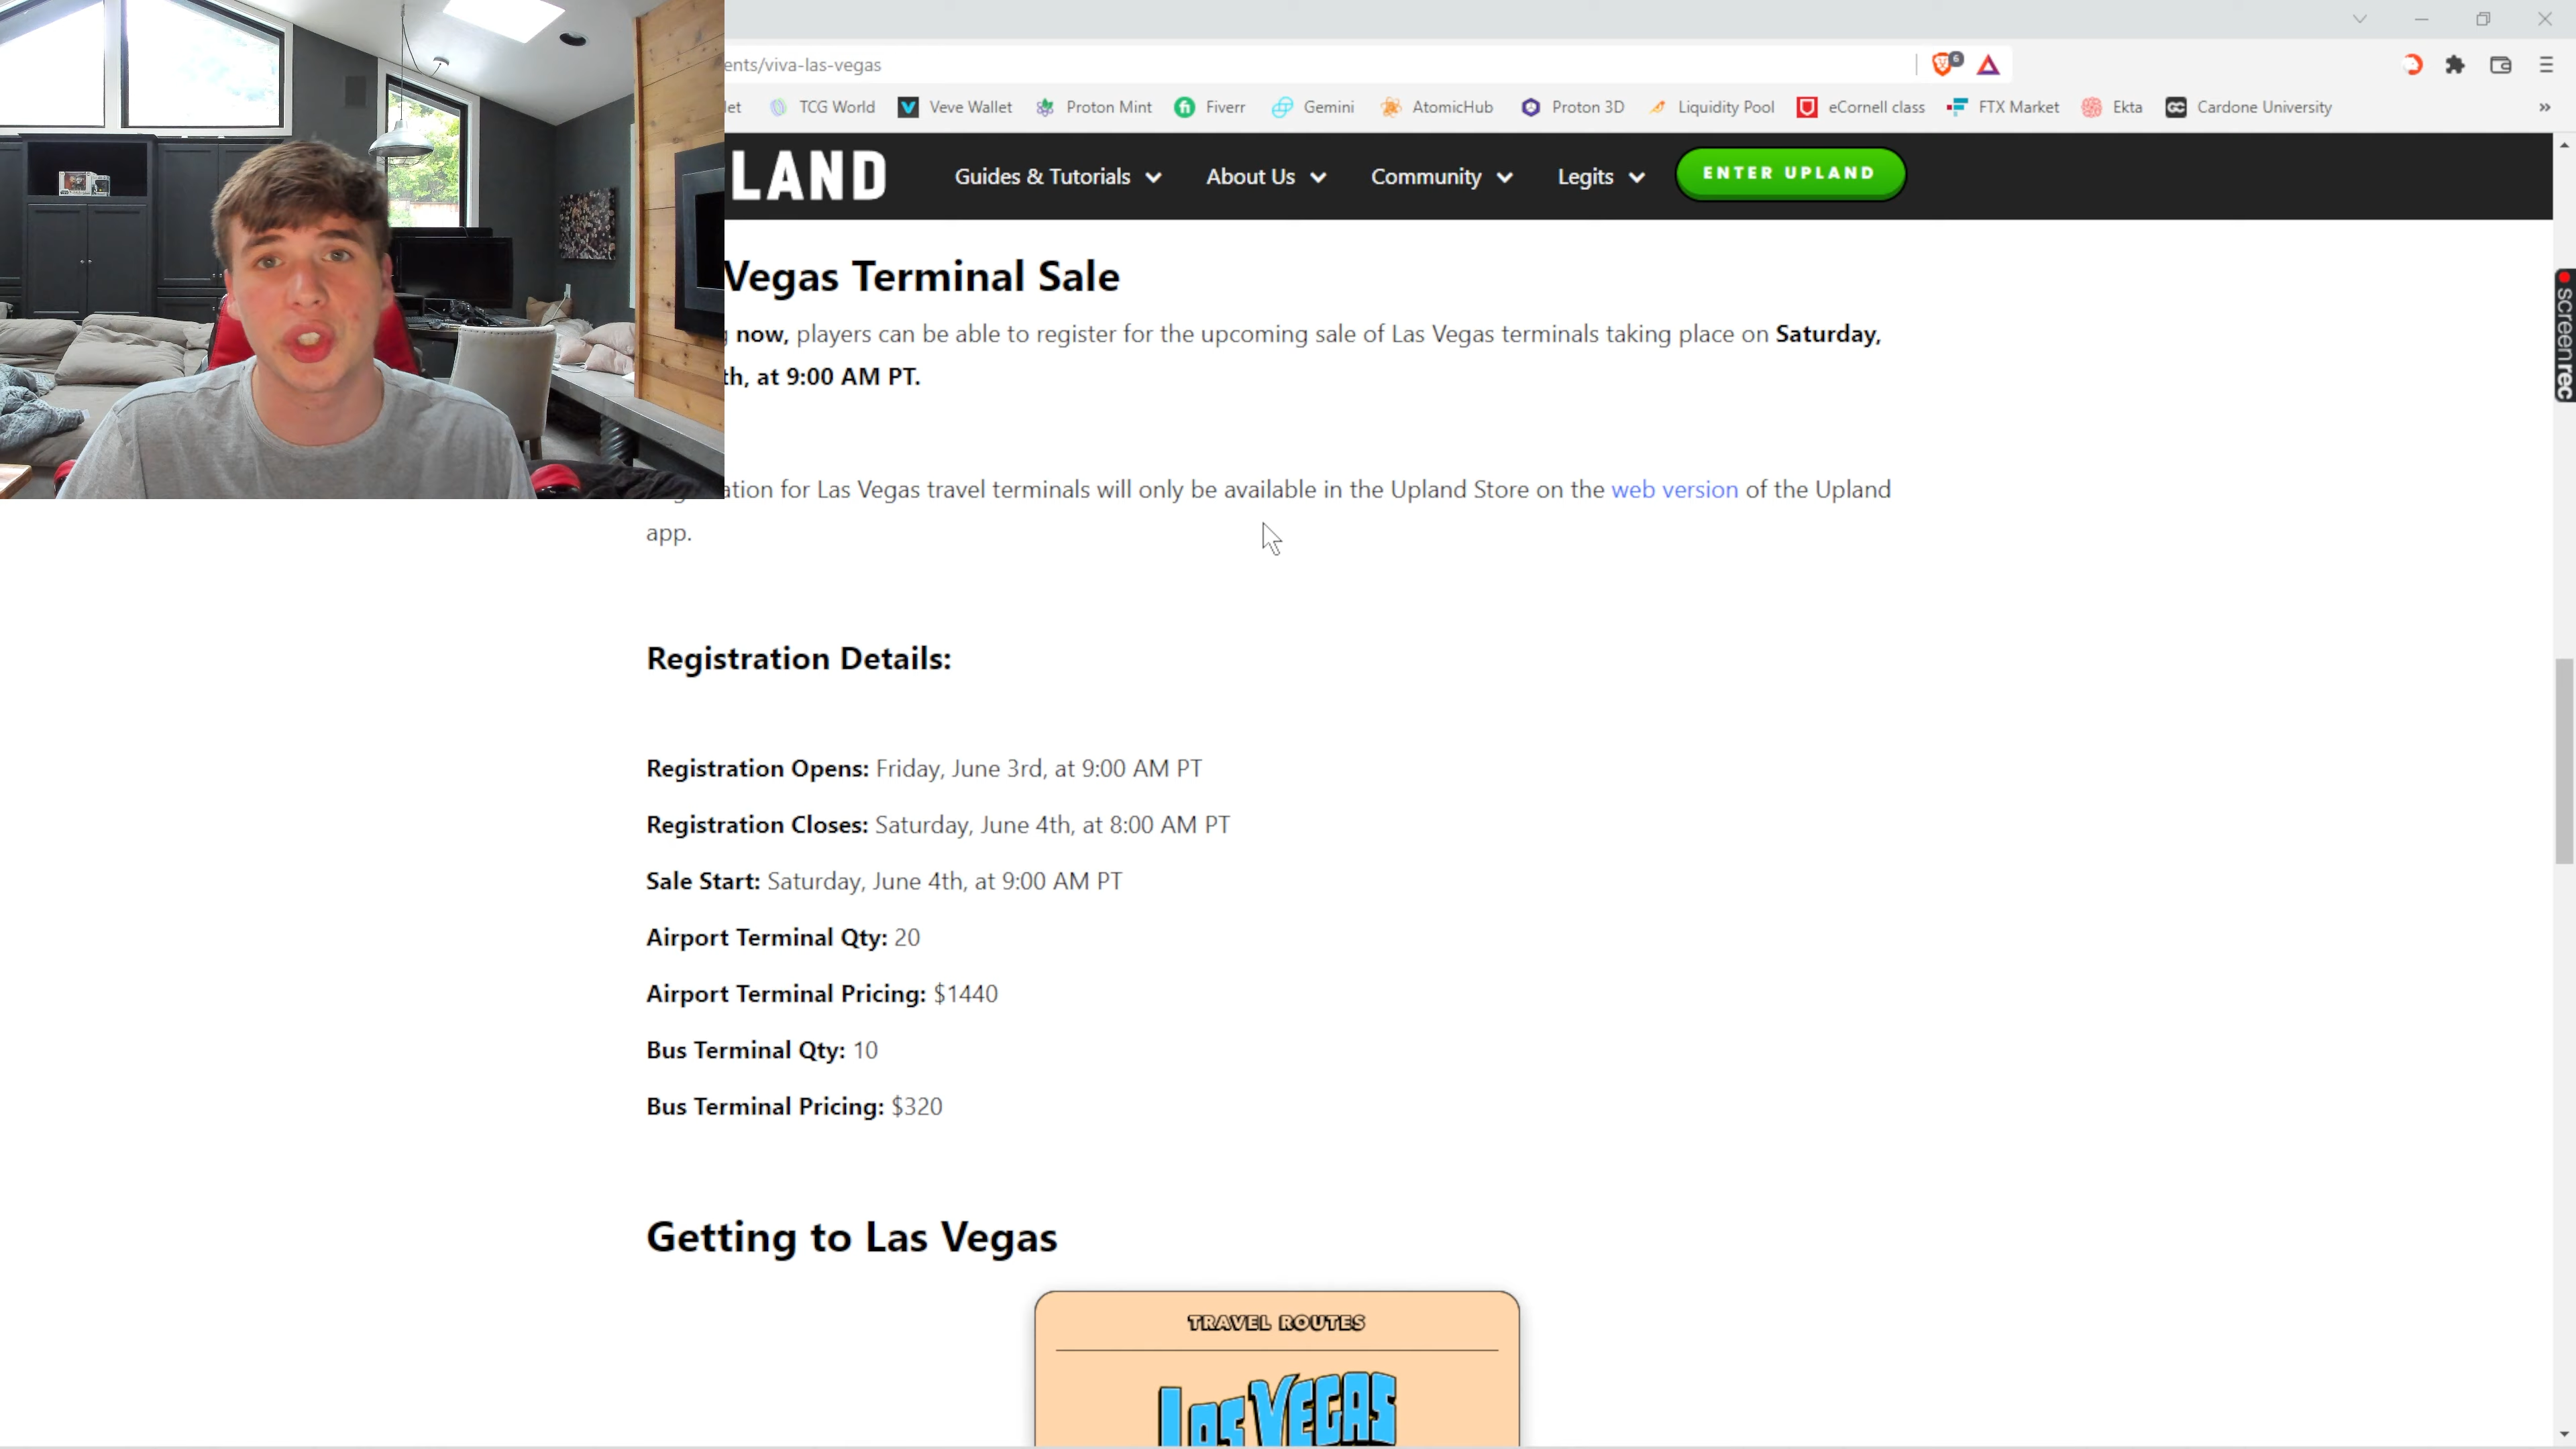 ents/viva-las-vegas
6
TCG World Veve Wallet Proton Mint Fiverr Gemini AtomicHub Proton 3D Liquidity Pool eCornell class FTX Market Ekta Cardone University »
LAND Guides & Tutorials About Us Community Legits ENTER UPLAND
Vegas Terminal Sale
now, players can be able to register for the upcoming sale of Las Vegas terminals taking place on Saturday,
th, at 9:00 AM PT.
ation for Las Vegas travel terminals will only be available in the Upland Store on the web version of the Upland
app.
Registration Details:
Registration Opens: Friday, June 3rd, at 9:00 AM PT
Registration Closes: Saturday, June 4th, at 8:00 AM PT
Sale Start: Saturday, June 4th, at 9:00 AM PT
Airport Terminal Qty: 20
Airport Terminal Pricing: $1440
Bus Terminal Qty: 10
Bus Terminal Pricing: $320
Getting to Las Vegas
TRAVEL ROUTES
LAS VEGAS
screenrec